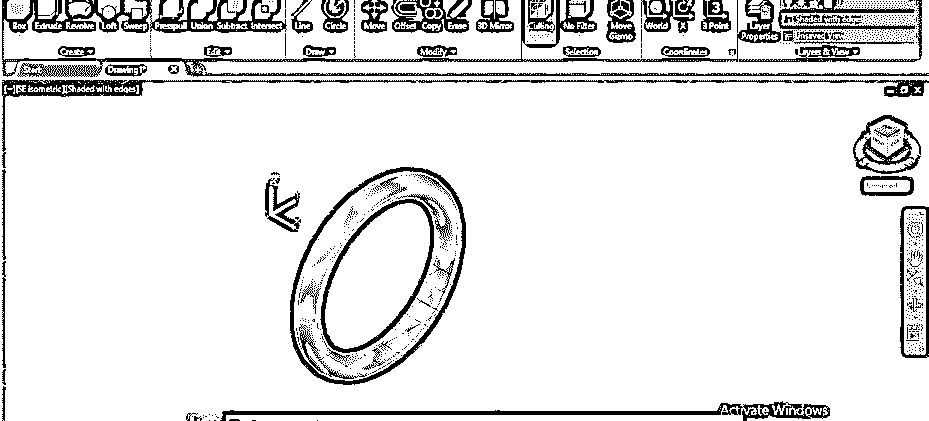 Box Extrude Revolve Loft Sweep Presspull Union Subtract Intersect Line Circle Move Offset Copy Erase 3D Mirror Culling No Filter Move Gizmo World X 3 Point Layer Properties
Shaded with edges
Unsaved View
Create Edit Draw Modify Selection Coordinates Layers & View
Start Drawing1*
[−][SE Isometric][Shaded with edges]
Unnamed
Activate Windows